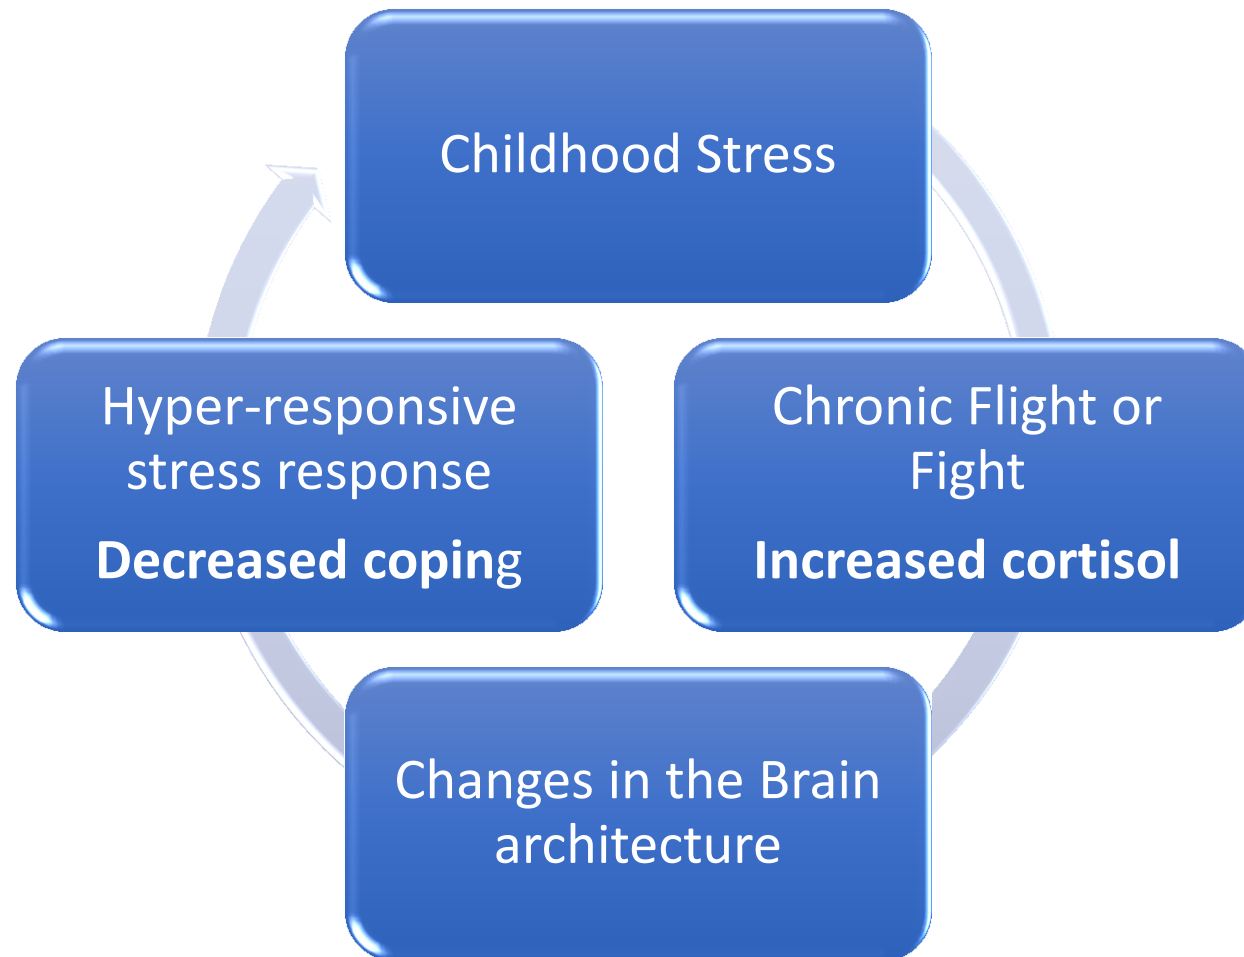 Childhood Stress
Hyper-responsive
stress response
Decreased coping
Chronic Flight or
Fight
Increased cortisol
Changes in the Brain
architecture